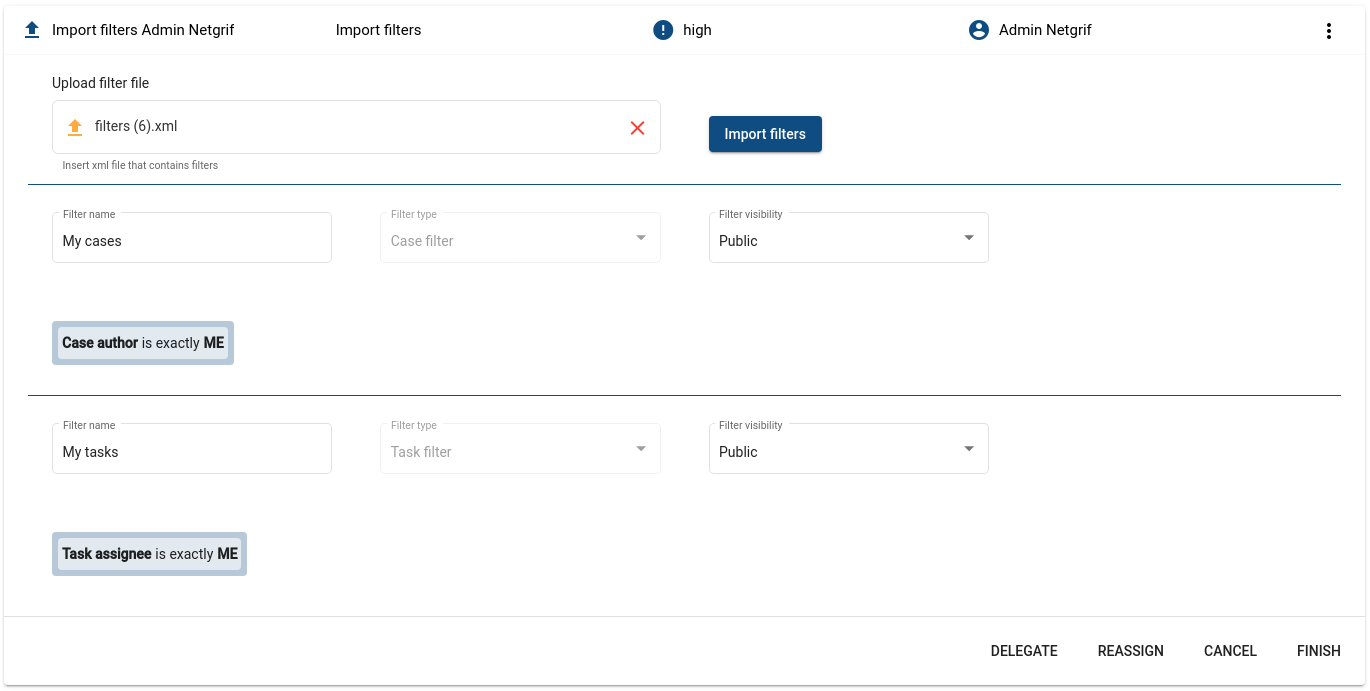 Import filters Admin Netgrif Import filters high Admin Netgrif
Upload filter file
filters (6).xml
Import filters
Insert xml file that contains filters
Filter name Filter type Filter visibility
My cases Case filter Public
Case author is exactly ME
Filter name Filter type Filter visibility
My tasks Task filter Public
Task assignee is exactly ME
DELEGATE REASSIGN CANCEL FINISH